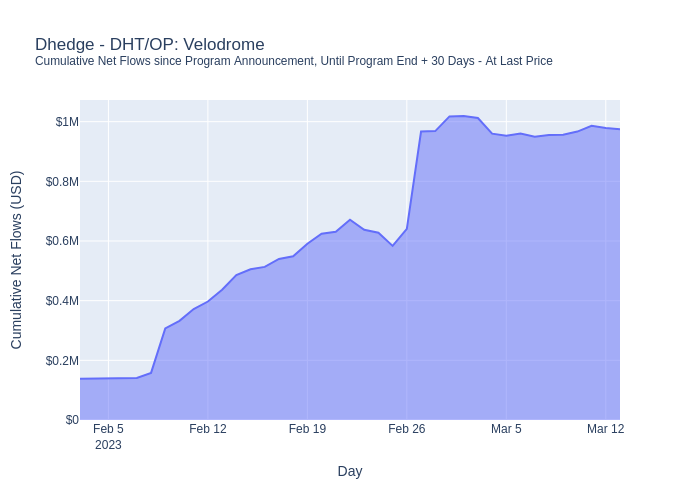 Dhedge - DHT/OP: Velodrome
Cumulative Net Flows since Program Announcement, Until Program End + 30 Days - At Last Price
Cumulative Net Flows (USD)
$1M
$0.8M
$0.6M
$0.4M
$0.2M
$0
Feb 5
2023
Feb 12
Feb 19
Feb 26
Mar 5
Mar 12
Day